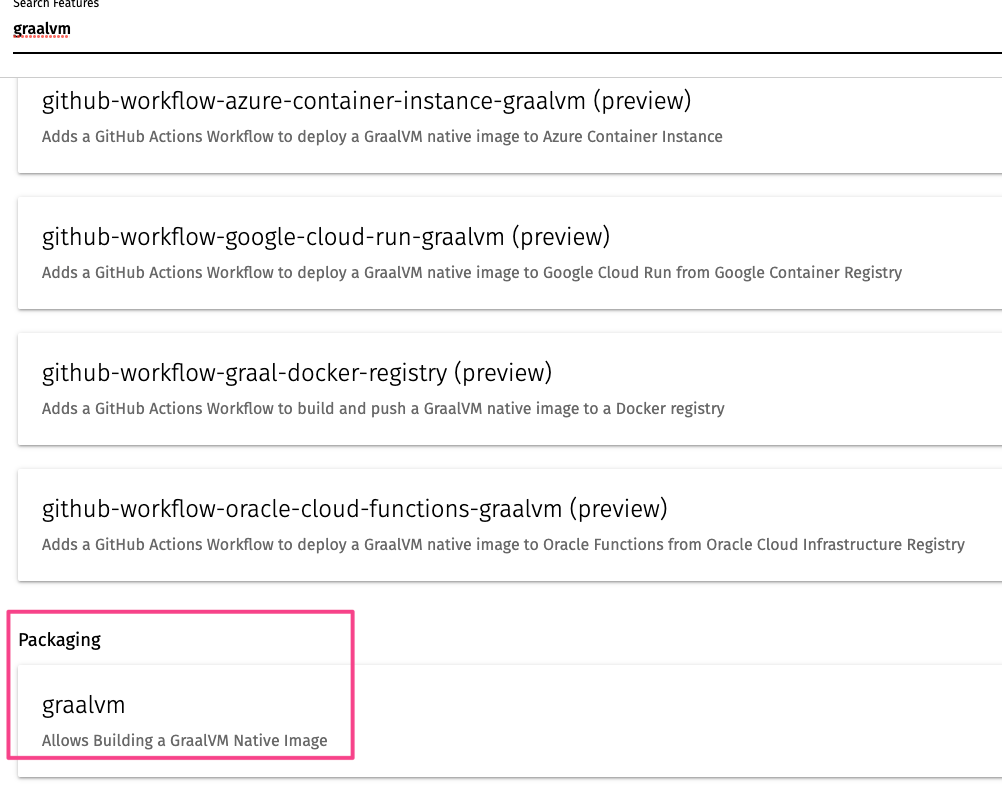 Search Features
graalvm
github-workflow-azure-container-instance-graalvm (preview)
Adds a GitHub Actions Workflow to deploy a GraalVM native image to Azure Container Instance
github-workflow-google-cloud-run-graalvm (preview)
Adds a GitHub Actions Workflow to deploy a GraalVM native image to Google Cloud Run from Google Container Registry
github-workflow-graal-docker-registry (preview)
Adds a GitHub Actions Workflow to build and push a GraalVM native image to a Docker registry
github-workflow-oracle-cloud-functions-graalvm (preview)
Adds a GitHub Actions Workflow to deploy a GraalVM native image to Oracle Functions from Oracle Cloud Infrastructure Registry
Packaging
graalvm
Allows Building a GraalVM Native Image